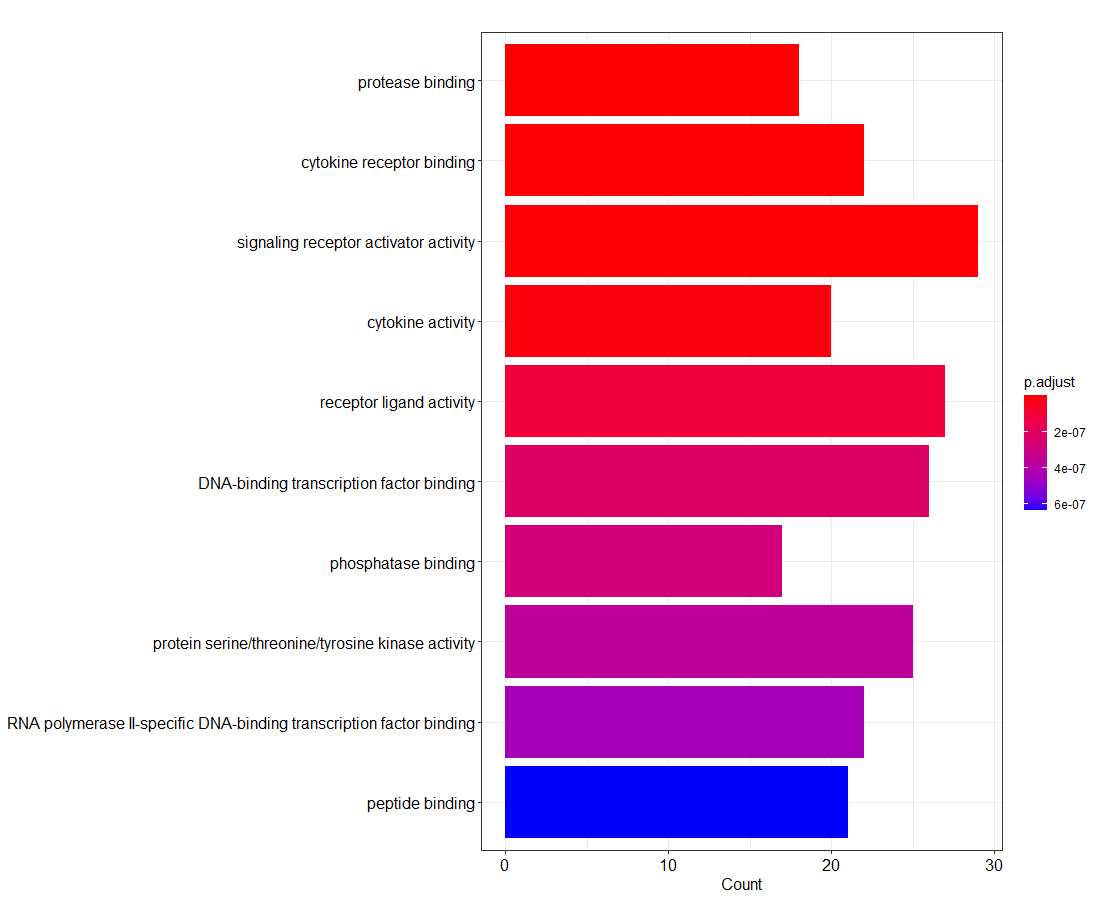 protease binding
cytokine receptor binding
signaling receptor activator activity
cytokine activity
receptor ligand activity
DNA-binding transcription factor binding
phosphatase binding
protein serine/threonine/tyrosine kinase activity
RNA polymerase II-specific DNA-binding transcription factor binding
peptide binding
0 10 20 30
Count
p.adjust
2e-07
4e-07
6e-07